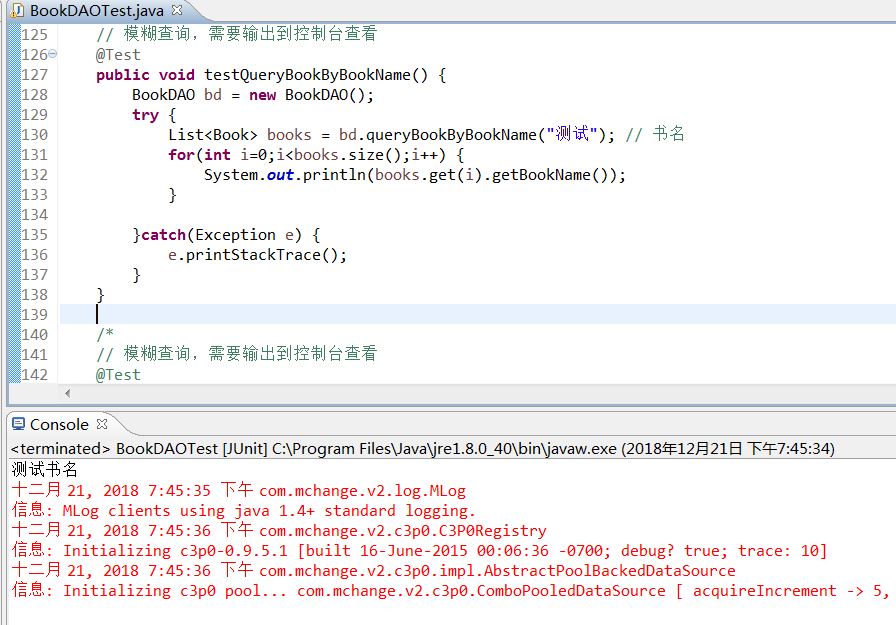 BookDAOTest.java
125 // 模糊查询，需要输出到控制台查看
126 @Test
127 public void testQueryBookByBookName() {
128 BookDAO bd = new BookDAO();
129 try {
130 List<Book> books = bd.queryBookByBookName("测试"); // 书名
131 for(int i=0;i<books.size();i++) {
132 System.out.println(books.get(i).getBookName());
133 }
134
135 }catch(Exception e) {
136 e.printStackTrace();
137 }
138 }
139
140 /*
141 // 模糊查询，需要输出到控制台查看
142 @Test
Console
<terminated> BookDAOTest [JUnit] C:\Program Files\Java\jre1.8.0_40\bin\javaw.exe (2018年12月21日 下午7:45:34)
测试书名
十二月 21, 2018 7:45:35 下午 com.mchange.v2.log.MLog
信息: MLog clients using java 1.4+ standard logging.
十二月 21, 2018 7:45:36 下午 com.mchange.v2.c3p0.C3P0Registry
信息: Initializing c3p0-0.9.5.1 [built 16-June-2015 00:06:36 -0700; debug? true; trace: 10]
十二月 21, 2018 7:45:36 下午 com.mchange.v2.c3p0.impl.AbstractPoolBackedDataSource
信息: Initializing c3p0 pool... com.mchange.v2.c3p0.ComboPooledDataSource [ acquireIncrement -> 5,